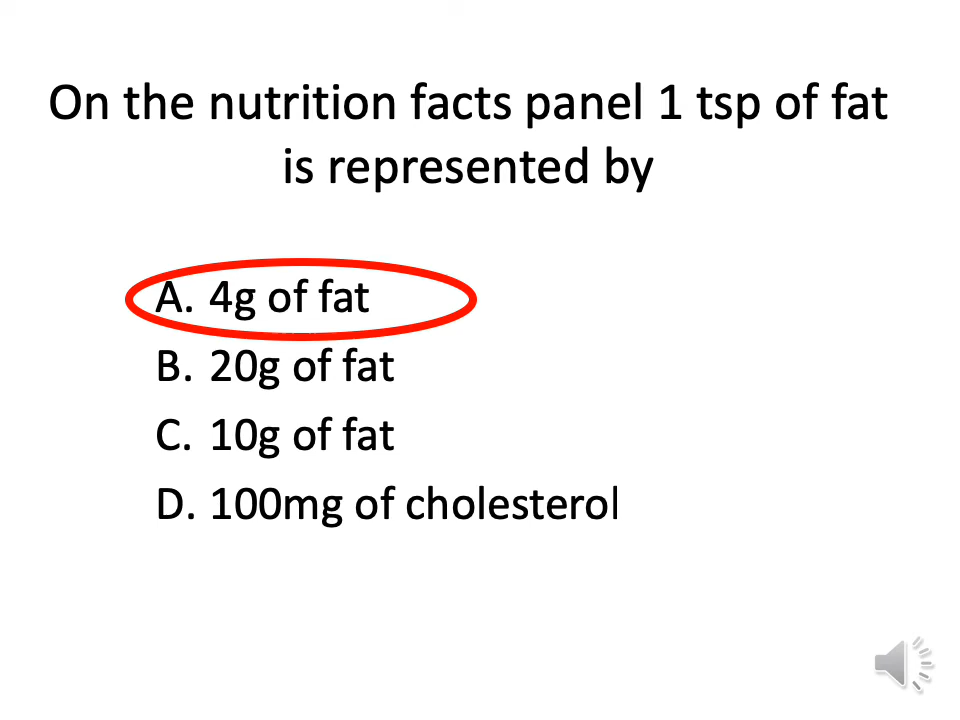 On the nutrition facts panel 1 tsp of fat
is represented by
A. 4g of fat
B. 20g of fat
C. 10g of fat
D. 100mg of cholesterol